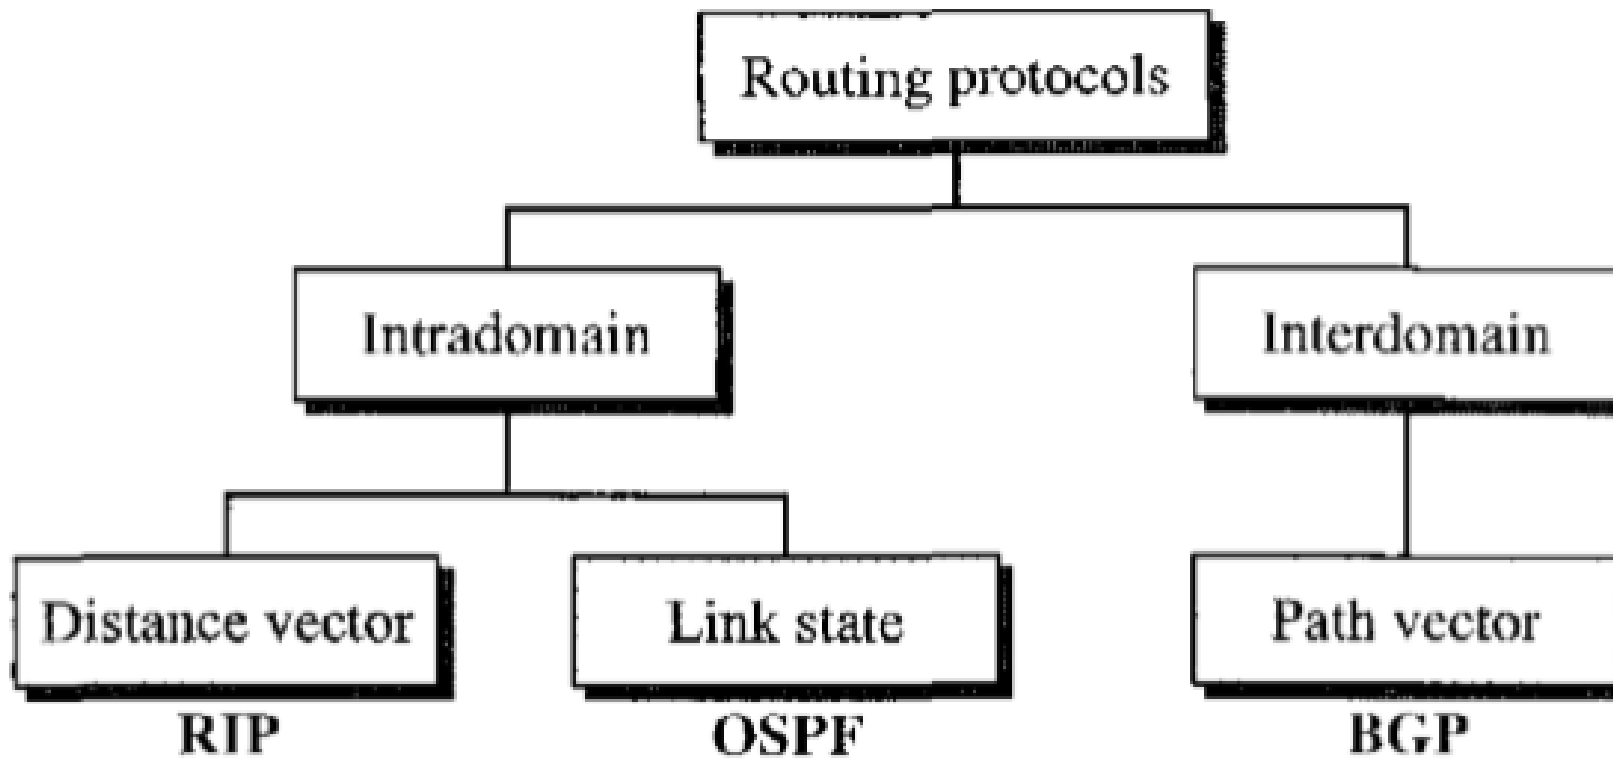 Routing protocols
Intradomain
Interdomain
Distance vector
Link state
Path vector
RIP
OSPF
BGP